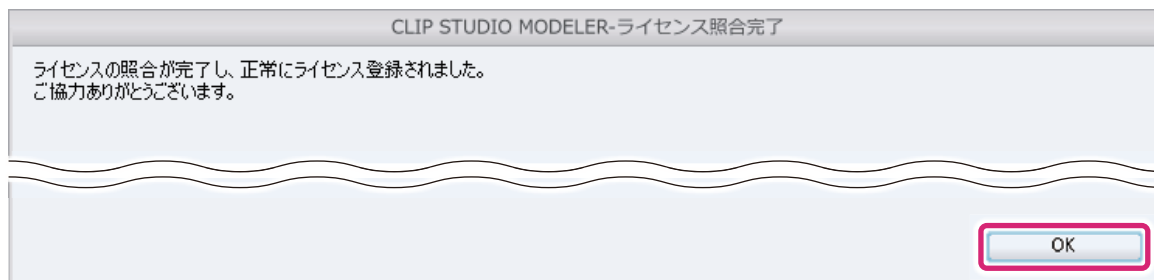 CLIP STUDIO MODELER-ライセンス照合完了
ライセンスの照合が完了し、正常にライセンス登録されました。
ご協力ありがとうございます。
OK